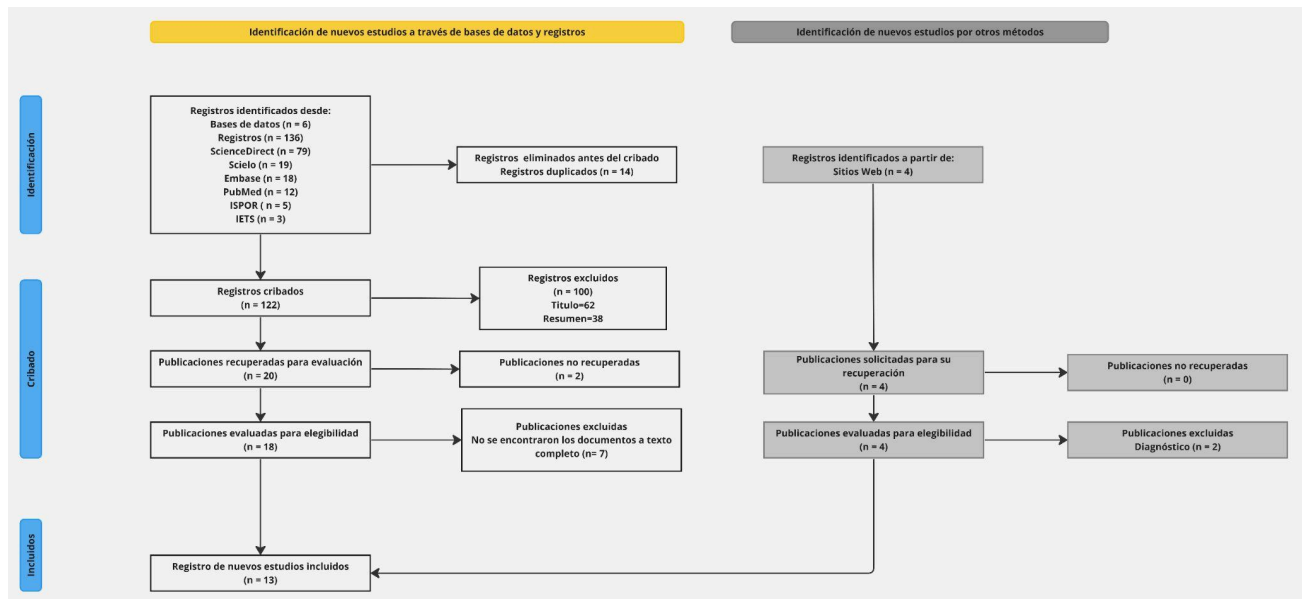 Identificación de nuevos estudios a través de bases de datos y registros
Identificación de nuevos estudios por otros métodos
Identificación
Registros identificados desde:
Bases de datos (n = 6)
Registros (n = 136)
ScienceDirect (n = 79)
Scielo (n = 19)
Embase (n = 18)
PubMed (n = 12)
ISPOR ( n = 5)
IETS (n = 3)
Registros eliminados antes del cribado
Registros duplicados (n = 14)
Registros identificados a partir de:
Sitios Web (n = 4)
Cribado
Registros cribados
(n = 122)
Registros excluidos
(n = 100)
Titulo=62
Resumen=38
Publicaciones recuperadas para evaluación
(n = 20)
Publicaciones no recuperadas
(n = 2)
Publicaciones solicitadas para su
recuperación
(n = 4)
Publicaciones no recuperadas
(n = 0)
Publicaciones evaluadas para elegibilidad
(n = 18)
Publicaciones excluidas
No se encontraron los documentos a texto
completo (n= 7)
Publicaciones evaluadas para elegibilidad
(n = 4)
Publicaciones excluidas
Diagnóstico (n = 2)
Incluidos
Registro de nuevos estudios incluidos
(n = 13)